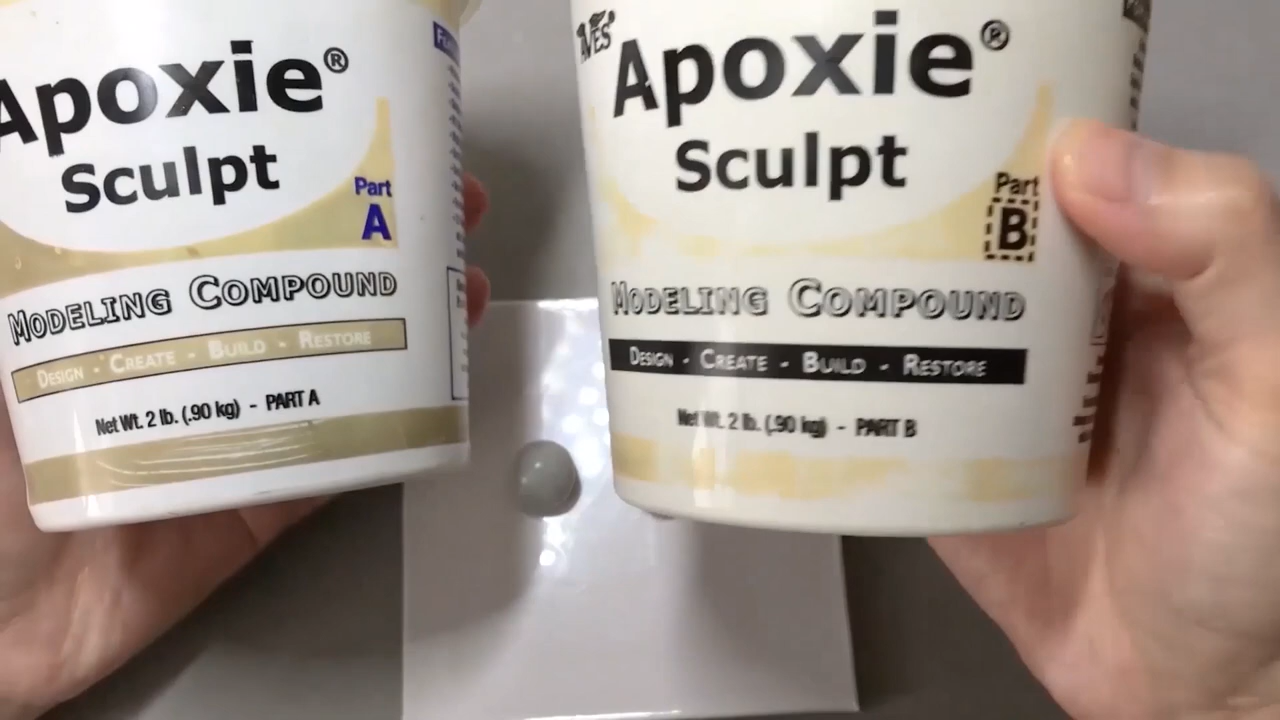 Apoxie®
Sculpt
Part
A
MODELING COMPOUND
DESIGN - CREATE - BUILD - RESTORE
Net Wt. 2 lb. (.90 kg) - PART A
AVES®
Apoxie®
Sculpt
Part
B
MODELING COMPOUND
DESIGN - CREATE - BUILD - RESTORE
Net Wt. 2 lb. (.90 kg) - PART B